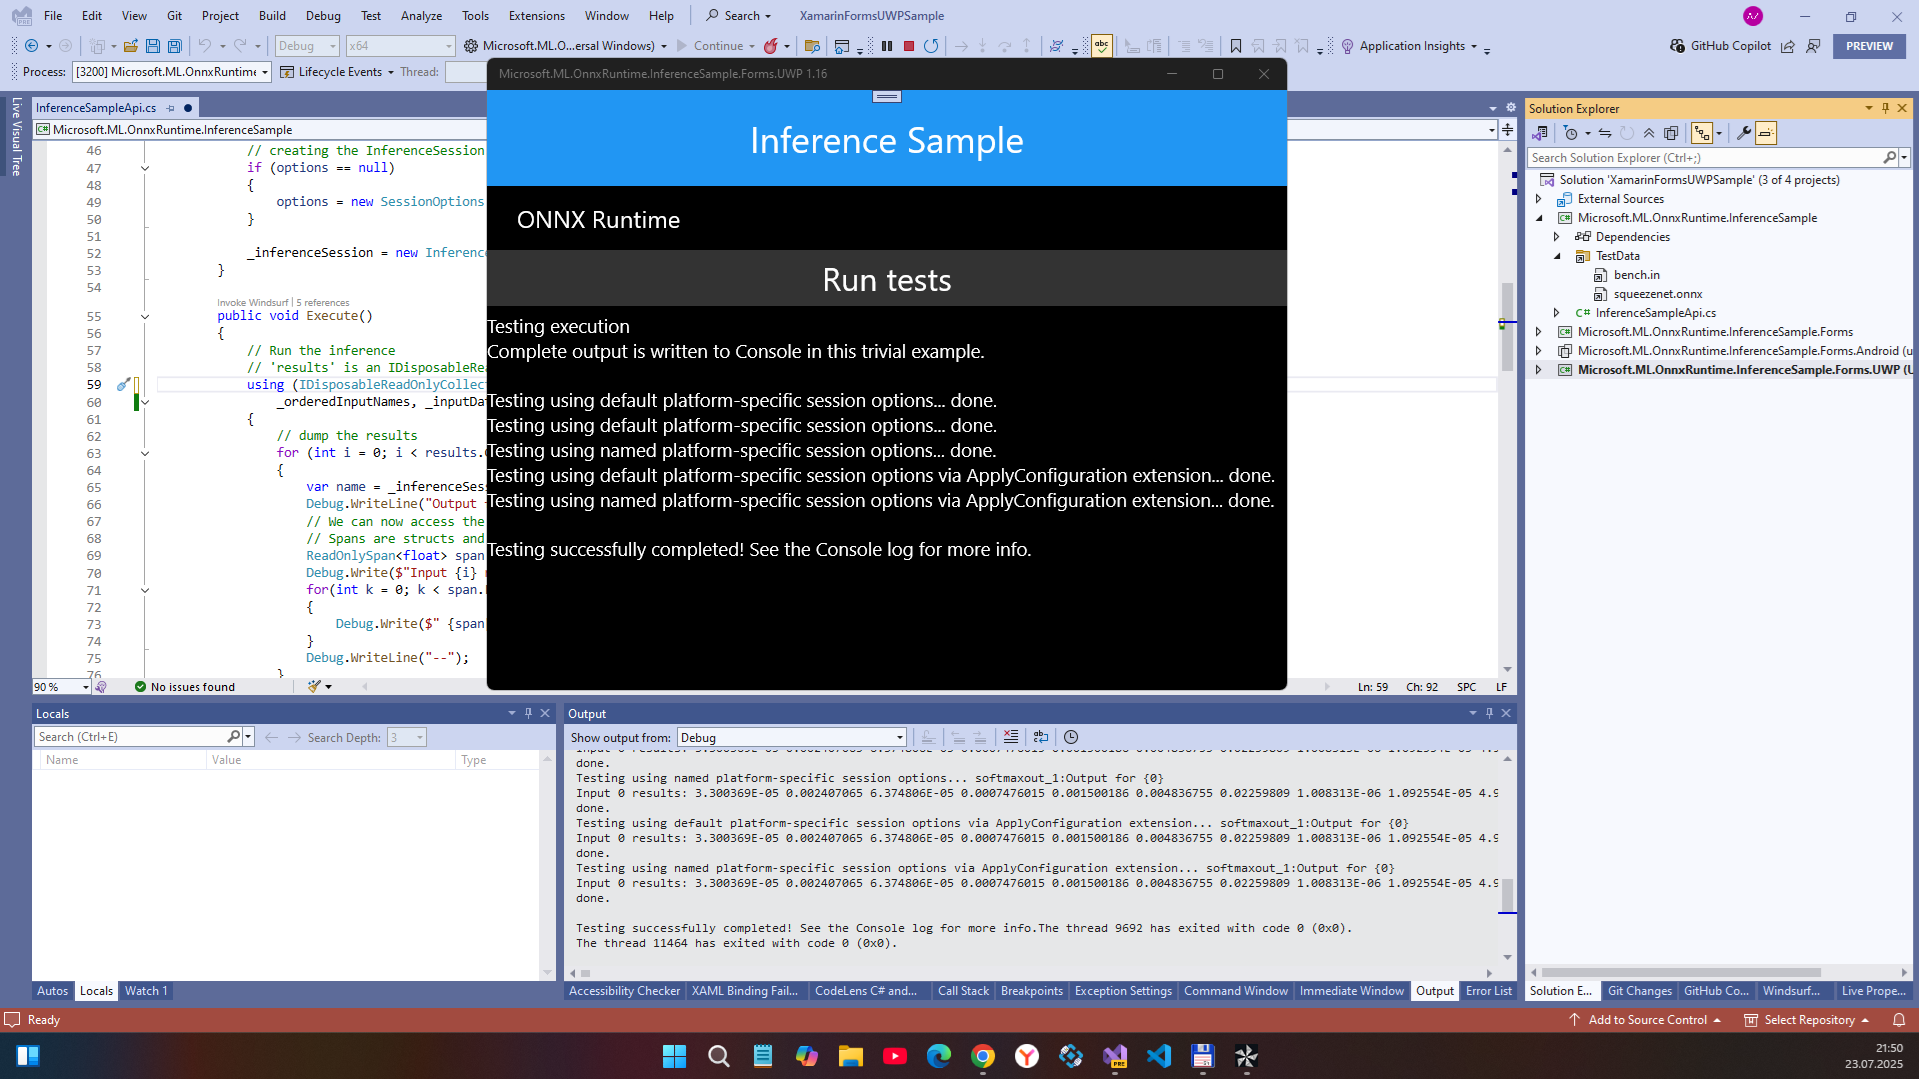 File Edit View Git Project Build Debug Test Analyze Tools Extensions Window Help Search XamarinFormsUWPSample
Debug x64 Microsoft.ML.O...ersal Windows) Continue Application Insights GitHub Copilot PREVIEW
Process: [3200] Microsoft.ML.OnnxRuntime Lifecycle Events Thread:
Live Visual Tree
InferenceSampleApi.cs
Microsoft.ML.OnnxRuntime.InferenceSample
46 // creating the InferenceSession
47 if (options == null)
48 {
49 options = new SessionOptions
50 }
51
52 _inferenceSession = new Inferenc
53 }
54
Invoke Windsurf | 5 references
55 public void Execute()
56 {
57 // Run the inference
58 // 'results' is an IDisposableRea
59 using (IDisposableReadOnlyCollect
60 _orderedInputNames, _inputDat
61 {
62 // dump the results
63 for (int i = 0; i < results.
64 {
65 var name = _inferenceSess
66 Debug.WriteLine("Output
67 // We can now access the
68 // Spans are structs and
69 ReadOnlySpan<float> span
70 Debug.Write($"Input {i}
71 for(int k = 0; k < span.
72 {
73 Debug.Write($" {span
74 }
75 Debug.WriteLine("--");
76 }
90 % No issues found Ln: 59 Ch: 92 SPC LF
Microsoft.ML.OnnxRuntime.InferenceSample.Forms.UWP 1.16
Inference Sample
ONNX Runtime
Run tests
Testing execution
Complete output is written to Console in this trivial example.
Testing using default platform-specific session options... done.
Testing using default platform-specific session options... done.
Testing using named platform-specific session options... done.
Testing using default platform-specific session options via ApplyConfiguration extension... done.
Testing using named platform-specific session options via ApplyConfiguration extension... done.
Testing successfully completed! See the Console log for more info.
Solution Explorer
Search Solution Explorer (Ctrl+;)
Solution 'XamarinFormsUWPSample' (3 of 4 projects)
External Sources
Microsoft.ML.OnnxRuntime.InferenceSample
Dependencies
TestData
bench.in
squeezenet.onnx
C# InferenceSampleApi.cs
Microsoft.ML.OnnxRuntime.InferenceSample.Forms
Microsoft.ML.OnnxRuntime.InferenceSample.Forms.Android (u
Microsoft.ML.OnnxRuntime.InferenceSample.Forms.UWP (U
Locals
Search (Ctrl+E) Search Depth: 3
Name Value Type
Autos Locals Watch 1
Output
Show output from: Debug
done.
Testing using named platform-specific session options... softmaxout_1:Output for {0}
Input 0 results: 3.300369E-05 0.002407065 6.374806E-05 0.0007476015 0.001500186 0.004836755 0.02259809 1.008313E-06 1.092554E-05 4.9
done.
Testing using default platform-specific session options via ApplyConfiguration extension... softmaxout_1:Output for {0}
Input 0 results: 3.300369E-05 0.002407065 6.374806E-05 0.0007476015 0.001500186 0.004836755 0.02259809 1.008313E-06 1.092554E-05 4.9
done.
Testing using named platform-specific session options via ApplyConfiguration extension... softmaxout_1:Output for {0}
Input 0 results: 3.300369E-05 0.002407065 6.374806E-05 0.0007476015 0.001500186 0.004836755 0.02259809 1.008313E-06 1.092554E-05 4.9
done.
Testing successfully completed! See the Console log for more info.The thread 9692 has exited with code 0 (0x0).
The thread 11464 has exited with code 0 (0x0).
Accessibility Checker XAML Binding Fail... CodeLens C# and... Call Stack Breakpoints Exception Settings Command Window Immediate Window Output Error List
Solution E... Git Changes GitHub Co... Windsurf... Live Prope...
Ready Add to Source Control Select Repository
21:50
23.07.2025